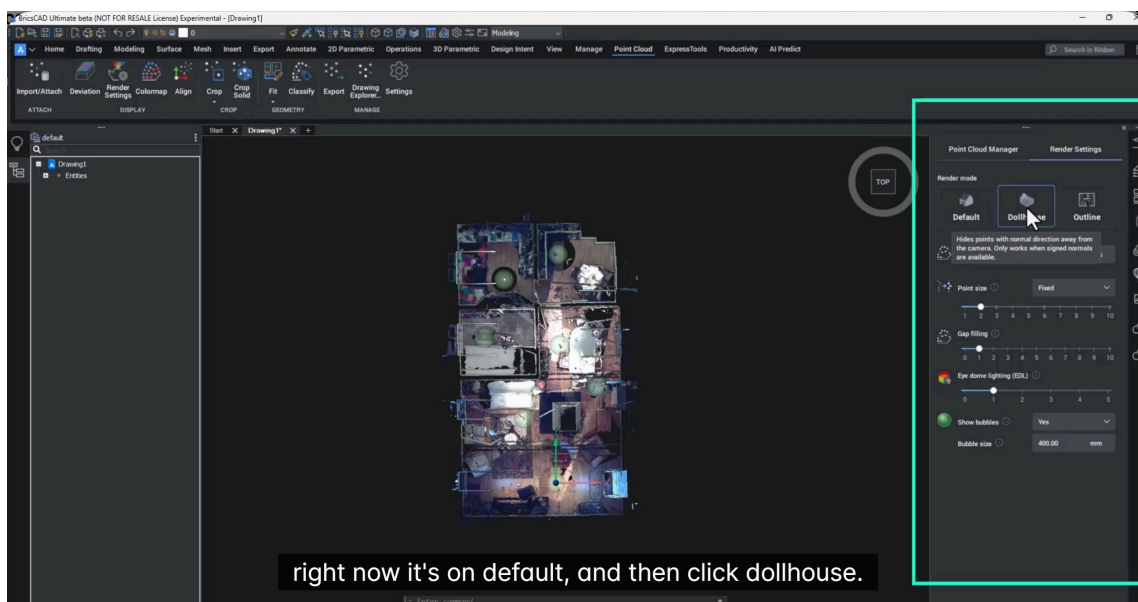 BricsCAD Ultimate beta (NOT FOR RESALE License) Experimental - [Drawing1]
0
Modeling
Home Drafting Modeling Surface Mesh Insert Export Annotate 2D Parametric Operations 3D Parametric Design Intent View Manage Point Cloud ExpressTools Productivity AI Predict
Search in Ribbon
Import/Attach Deviation Render Settings Colormap Align Crop Crop Solid Fit Classify Export Drawing Explorer... Settings
ATTACH DISPLAY CROP GEOMETRY MANAGE
default
Start Drawing1* +
Search
Drawing1
Entities
TOP
Point Cloud Manager Render Settings
Render mode
Default Dollhouse Outline
Hides points with normal direction away from
the camera. Only works when signed normals
are available.
Point size Fixed
1 2 3 4 5 6 7 8 9 10
Gap filling
0 1 2 3 4 5 6 7 8 9 10
Eye dome lighting (EDL)
0 1 2 3 4 5
Show bubbles Yes
Bubble size 400.00 mm
right now it's on default, and then click dollhouse.
: Enter command